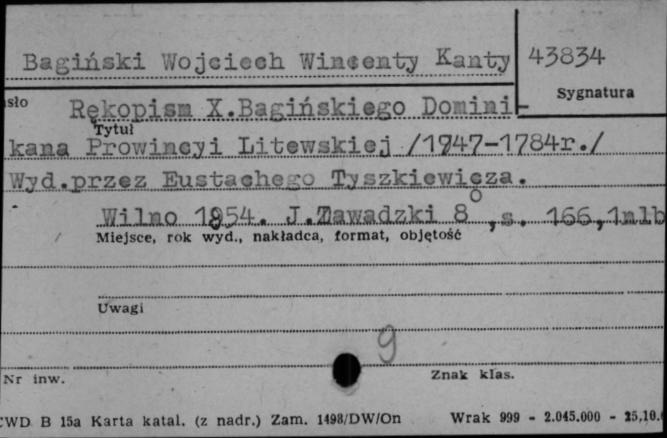 Bagiński Wojciech Wincenty Kanty 43834
sło Sygnatura
Rękopism X.Bagińskiego Domini-
Tytuł
kana Prowincyi Litewskiej /1747-1784r./
Wyd.przez Eustachego Tyszkiewicza.
Wilno 1854. J.Zawadzki 8°,s. 166,1nlb
Miejsce, rok wyd., nakładca, format, objętość
Uwagi
9
Nr inw. Znak klas.
CWD B 15a Karta katal. (z nadr.) Zam. 1498/DW/On Wrak 999 - 2.045.000 - 25,10.